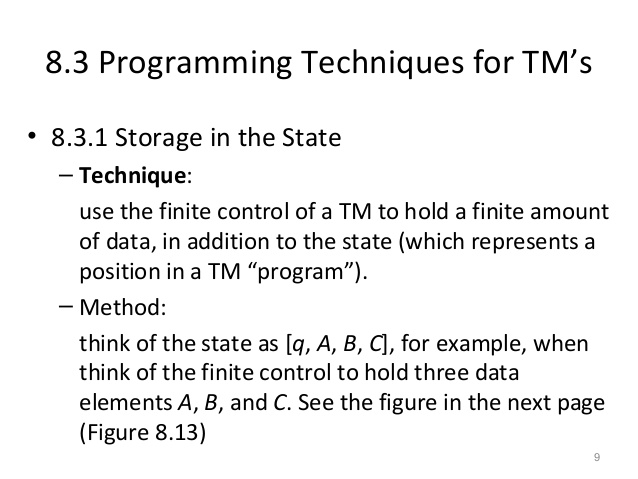 8.3 Programming Techniques for TM’s
• 8.3.1 Storage in the State
– Technique:
use the finite control of a TM to hold a finite amount
of data, in addition to the state (which represents a
position in a TM “program”).
– Method:
think of the state as [q, A, B, C], for example, when
think of the finite control to hold three data
elements A, B, and C. See the figure in the next page
(Figure 8.13)
9